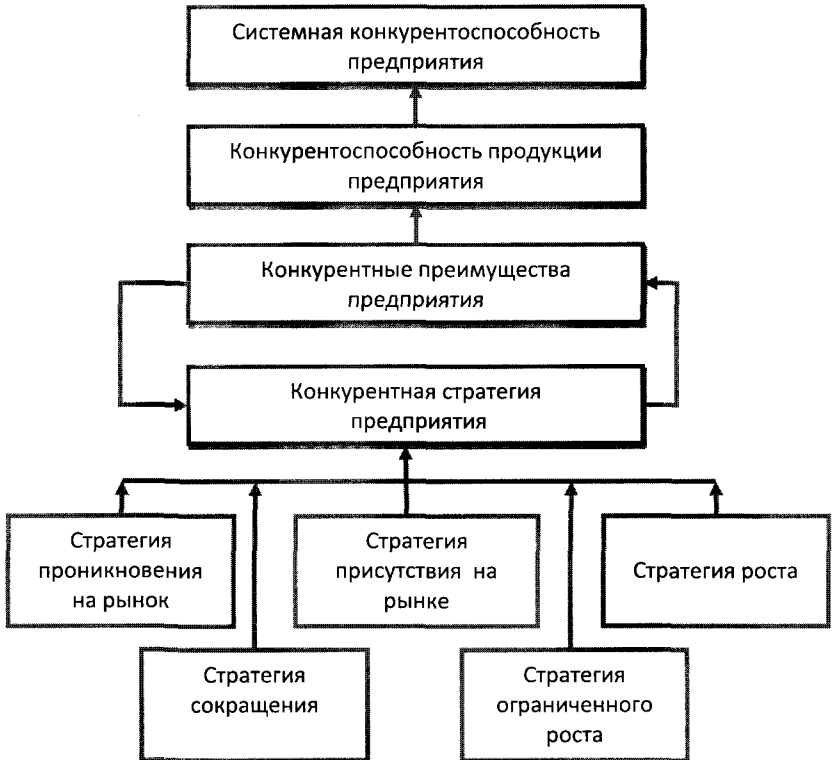 Системная конкурентоспособность
предприятия
Конкурентоспособность продукции
предприятия
Конкурентные преимущества
предприятия
Конкурентная стратегия
предприятия
Стратегия
проникновения
на рынок
Стратегия
присутствия на
рынке
Стратегия роста
Стратегия
сокращения
Стратегия
ограниченного
роста